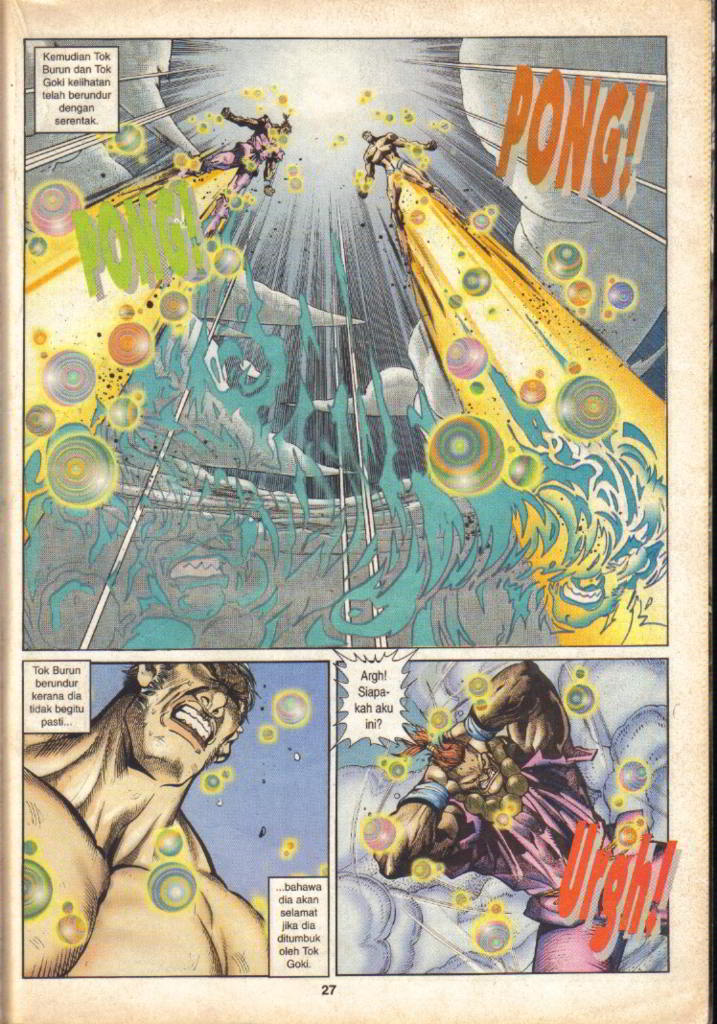 Kemudian Tok
Burun dan Tok
Goki kelihatan
telah berundur
dengan
serentak.
PONG!
PONG!
Tok Burun
berundur
kerana dia
tidak begitu
pasti...
...bahawa
dia akan
selamat
jika dia
ditumbuk
oleh Tok
Goki.
Argh!
Siapa-
kah aku
ini?
Urgh!
27